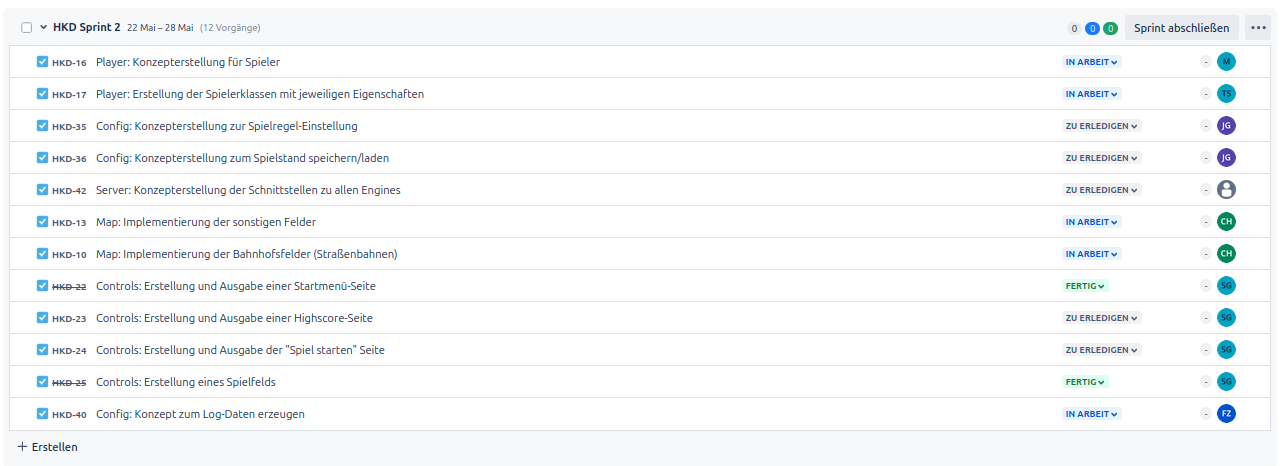 HKD Sprint 2 22 Mai – 28 Mai (12 Vorgänge) 0 0 0 Sprint abschließen
HKD-16 Player: Konzepterstellung für Spieler IN ARBEIT - M
HKD-17 Player: Erstellung der Spielerklassen mit jeweiligen Eigenschaften IN ARBEIT - TS
HKD-35 Config: Konzepterstellung zur Spielregel-Einstellung ZU ERLEDIGEN - JG
HKD-36 Config: Konzepterstellung zum Spielstand speichern/laden ZU ERLEDIGEN - JG
HKD-42 Server: Konzepterstellung der Schnittstellen zu allen Engines ZU ERLEDIGEN -
HKD-13 Map: Implementierung der sonstigen Felder IN ARBEIT - CH
HKD-10 Map: Implementierung der Bahnhofsfelder (Straßenbahnen) IN ARBEIT - CH
HKD-22 Controls: Erstellung und Ausgabe einer Startmenü-Seite FERTIG - SG
HKD-23 Controls: Erstellung und Ausgabe einer Highscore-Seite ZU ERLEDIGEN - SG
HKD-24 Controls: Erstellung und Ausgabe der "Spiel starten" Seite ZU ERLEDIGEN - SG
HKD-25 Controls: Erstellung eines Spielfelds FERTIG - SG
HKD-40 Config: Konzept zum Log-Daten erzeugen IN ARBEIT - FZ
+ Erstellen